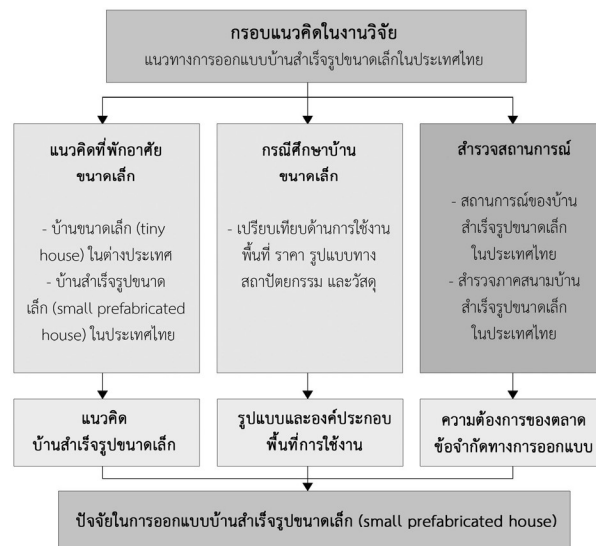 กรอบแนวคิดในงานวิจัย
แนวทางการออกแบบบ้านสำเร็จรูปขนาดเล็กในประเทศไทย
แนวคิดที่พักอาศัย
ขนาดเล็ก
- บ้านขนาดเล็ก (tiny
house) ในต่างประเทศ
- บ้านสำเร็จรูปขนาด
เล็ก (small prefabricated
house) ในประเทศไทย
กรณีศึกษาบ้าน
ขนาดเล็ก
- เปรียบเทียบด้านการใช้งาน
พื้นที่ ราคา รูปแบบทาง
สถาปัตยกรรม และวัสดุ
สำรวจสถานการณ์
- สถานการณ์ของบ้าน
สำเร็จรูปขนาดเล็ก
ในประเทศไทย
- สำรวจภาคสนามบ้าน
สำเร็จรูปขนาดเล็ก
ในประเทศไทย
แนวคิด
บ้านสำเร็จรูปขนาดเล็ก
รูปแบบและองค์ประกอบ
พื้นที่การใช้งาน
ความต้องการของตลาด
ข้อจำกัดทางการออกแบบ
ปัจจัยในการออกแบบบ้านสำเร็จรูปขนาดเล็ก (small prefabricated house)